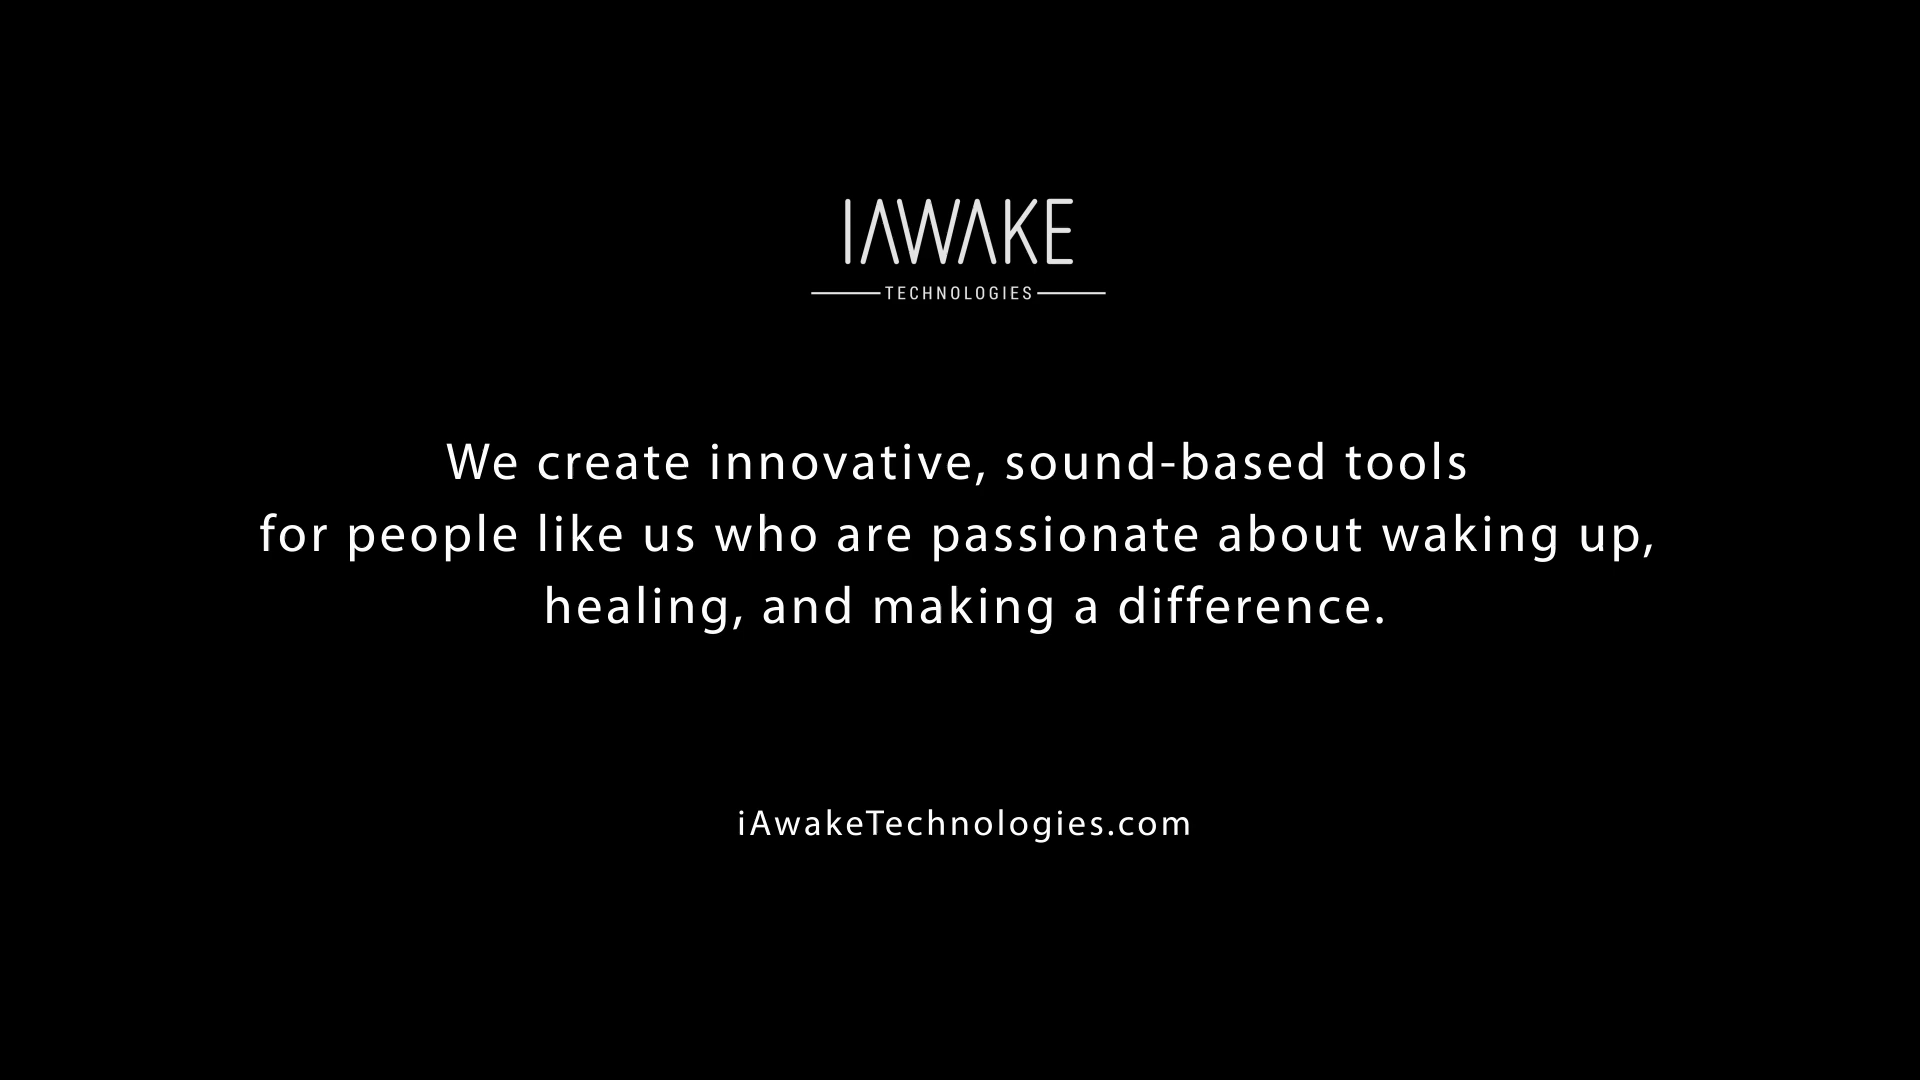 IAWAKE
TECHNOLOGIES
We create innovative, sound-based tools
for people like us who are passionate about waking up,
healing, and making a difference.
iAwakeTechnologies.com